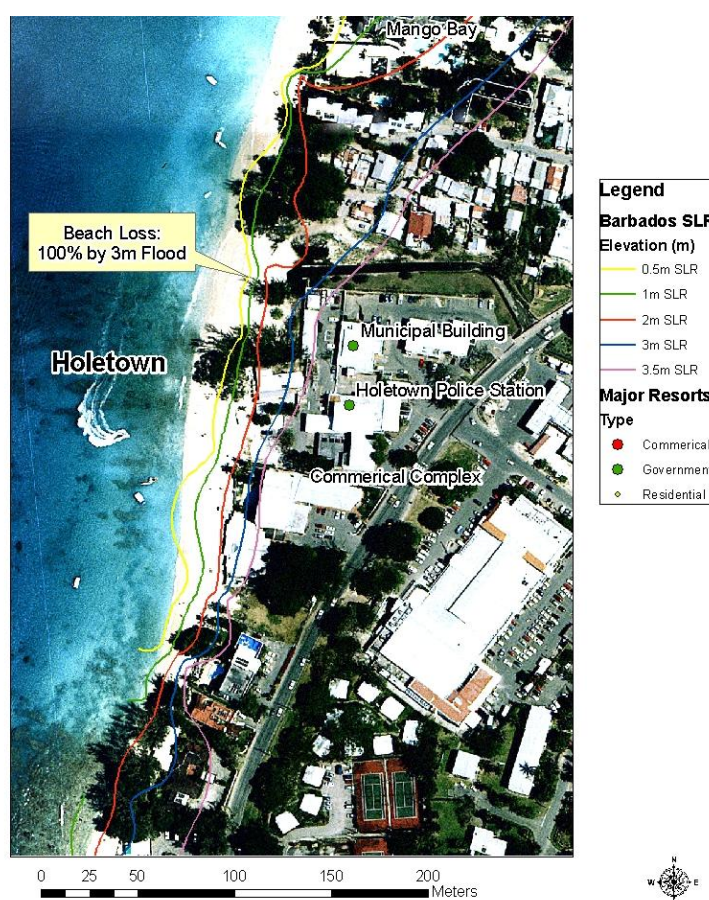 Mango Bay
Beach Loss:
100% by 3m Flood
Municipal Building
Holetown
Holetown Police Station
Commerical Complex
Legend
Barbados SLR
Elevation (m)
0.5m SLR
1m SLR
2m SLR
3m SLR
3.5m SLR
Major Resorts
Type
Commerical
Government
Residential
0 25 50 100 150 200
Meters
N
W E
S